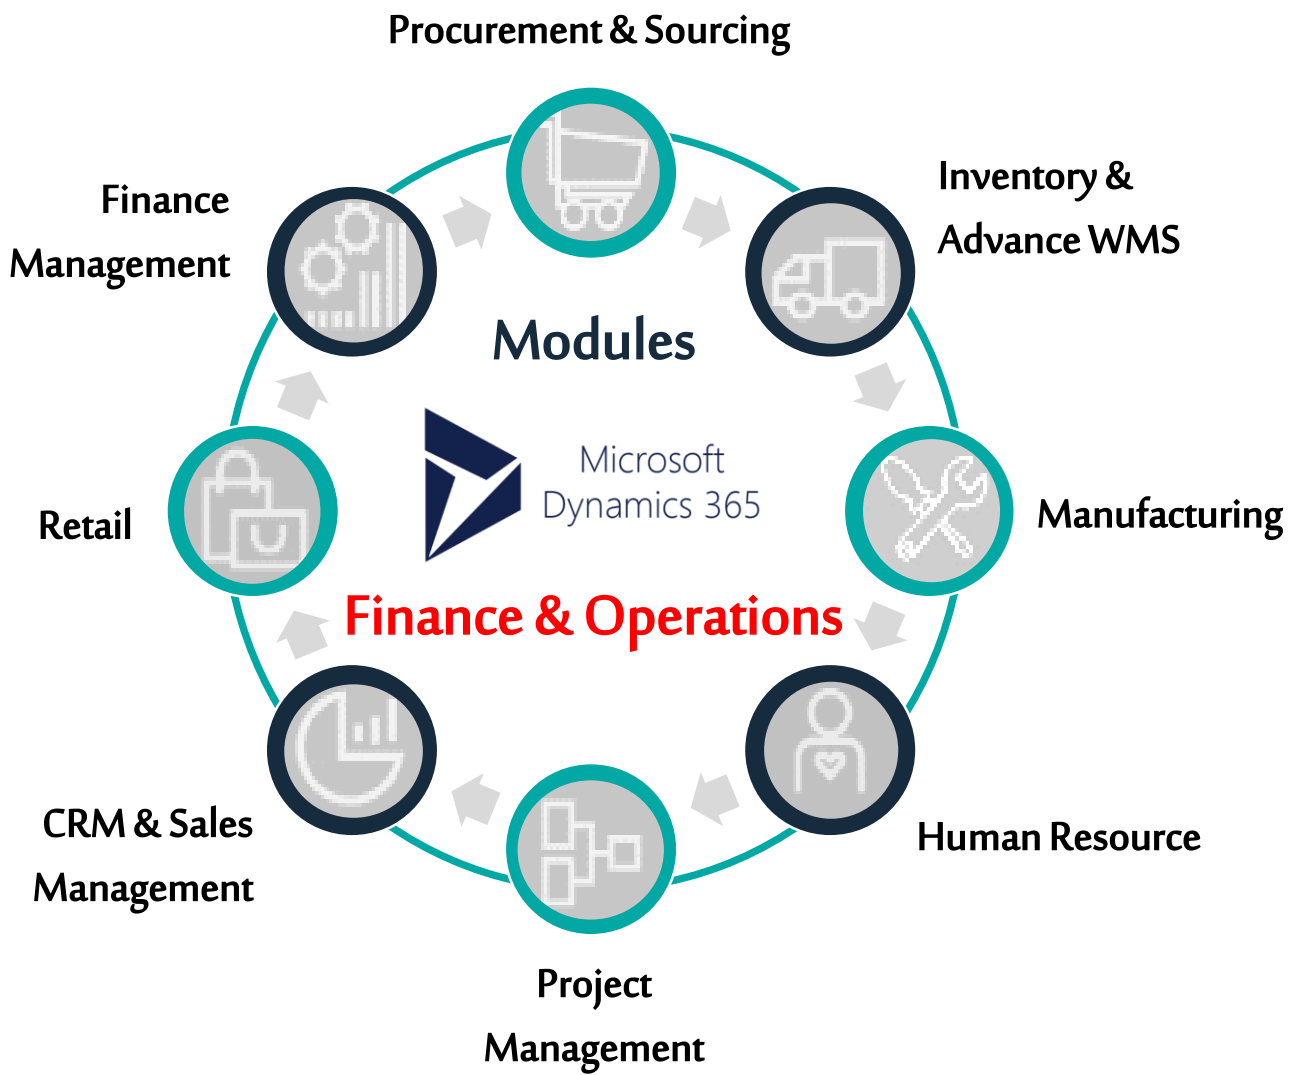 Procurement & Sourcing
Inventory &
Advance WMS
Finance
Management
Modules
Microsoft
Dynamics 365
Manufacturing
Retail
Finance & Operations
CRM & Sales
Management
Human Resource
Project
Management